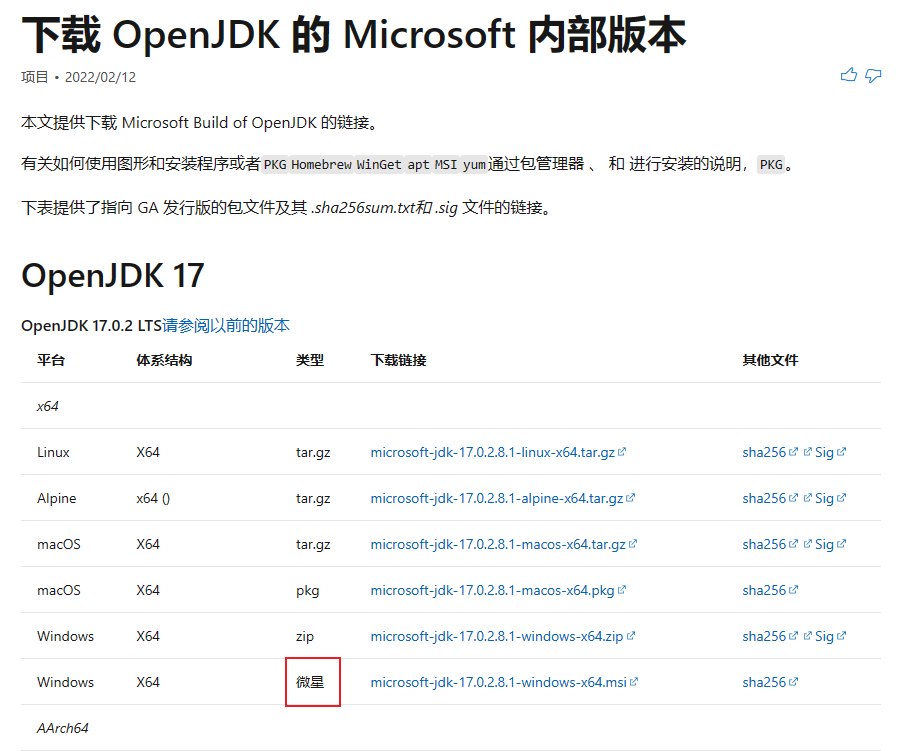 下载 OpenJDK 的 Microsoft 内部版本
项目 • 2022/02/12
本文提供下载 Microsoft Build of OpenJDK 的链接。
有关如何使用图形和安装程序或者 PKG Homebrew WinGet apt MSI yum 通过包管理器 、 和 进行安装的说明，PKG。
下表提供了指向 GA 发行版的包文件及其 .sha256sum.txt和 .sig 文件的链接。
OpenJDK 17
OpenJDK 17.0.2 LTS请参阅以前的版本
平台 体系结构 类型 下载链接 其他文件
x64
Linux X64 tar.gz microsoft-jdk-17.0.2.8.1-linux-x64.tar.gz sha256 Sig
Alpine x64 () tar.gz microsoft-jdk-17.0.2.8.1-alpine-x64.tar.gz sha256 Sig
macOS X64 tar.gz microsoft-jdk-17.0.2.8.1-macos-x64.tar.gz sha256 Sig
macOS X64 pkg microsoft-jdk-17.0.2.8.1-macos-x64.pkg sha256
Windows X64 zip microsoft-jdk-17.0.2.8.1-windows-x64.zip sha256 Sig
Windows X64 微星 microsoft-jdk-17.0.2.8.1-windows-x64.msi sha256
AArch64